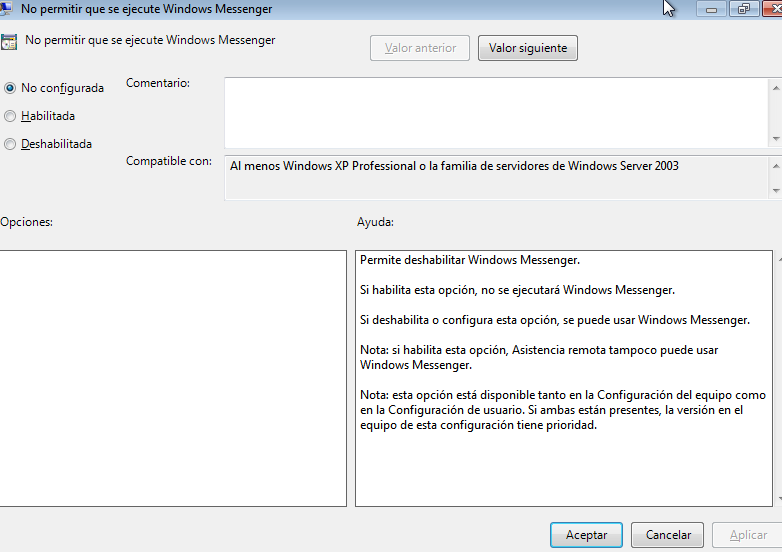 No permitir que se ejecute Windows Messenger
No permitir que se ejecute Windows Messenger
Valor anterior
Valor siguiente
No configurada
Habilitada
Deshabilitada
Comentario:
Compatible con:
Al menos Windows XP Professional o la familia de servidores de Windows Server 2003
Opciones:
Ayuda:
Permite deshabilitar Windows Messenger.
Si habilita esta opción, no se ejecutará Windows Messenger.
Si deshabilita o configura esta opción, se puede usar Windows Messenger.
Nota: si habilita esta opción, Asistencia remota tampoco puede usar
Windows Messenger.
Nota: esta opción está disponible tanto en la Configuración del equipo como
en la Configuración de usuario. Si ambas están presentes, la versión en el
equipo de esta configuración tiene prioridad.
Aceptar
Cancelar
Aplicar